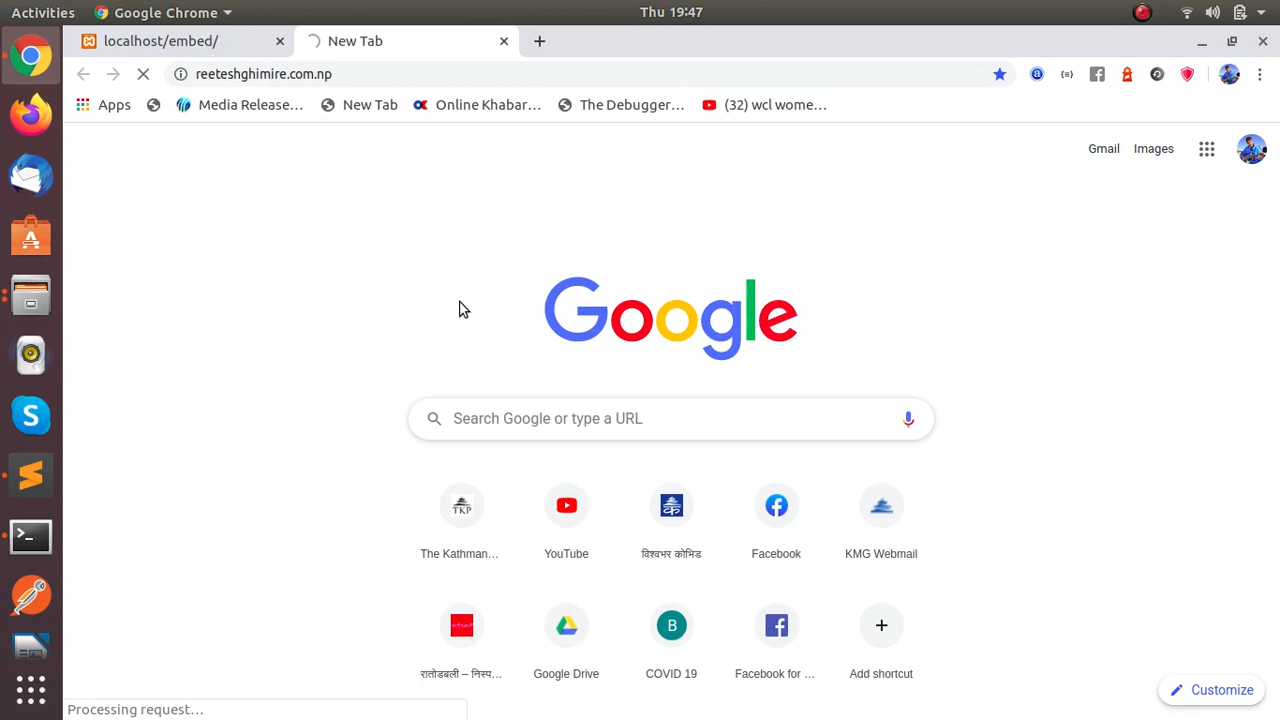 Activities Google Chrome Thu 19:47
localhost/embed/ New Tab
reeteshghimire.com.np
Apps Media Release... New Tab Online Khabar... The Debugger... (32) wcl wome...
Gmail Images
Google
Search Google or type a URL
TKP
The Kathman... YouTube विश्वभर कोभिड Facebook KMG Webmail
B
रातोडबली – निस्प... Google Drive COVID 19 Facebook for ... Add shortcut
Customize
Processing request...